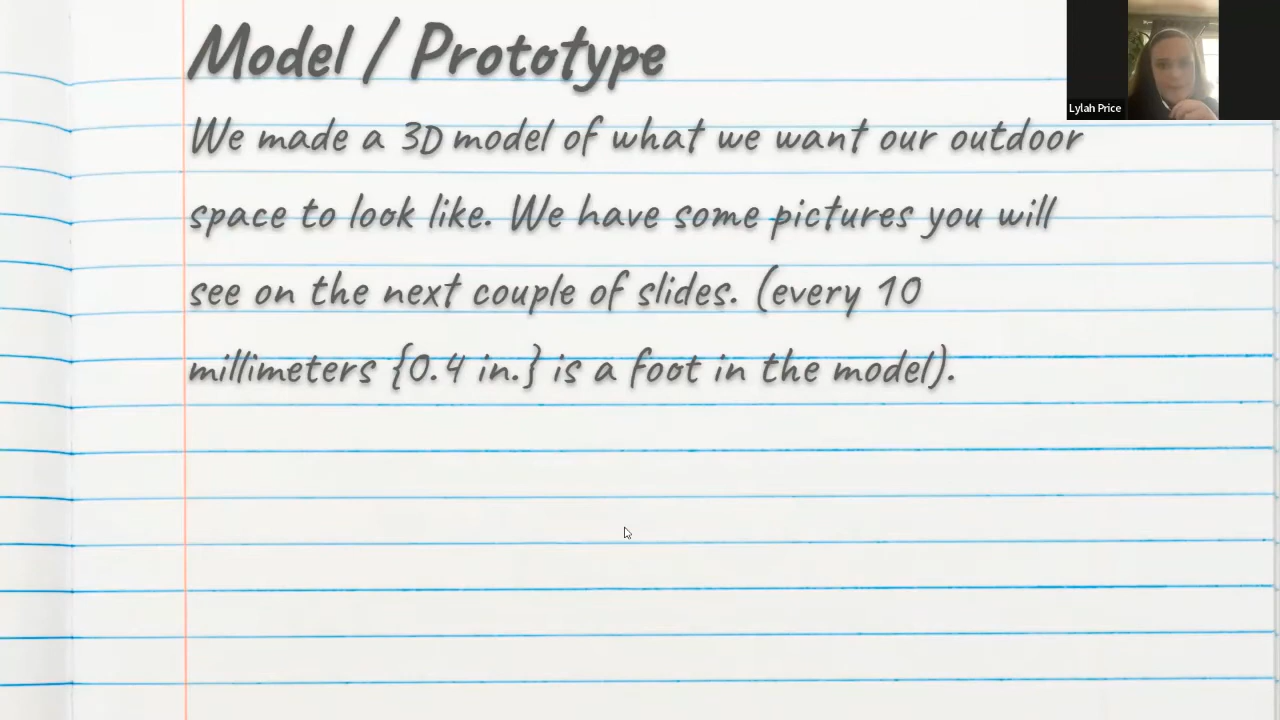 Model / Prototype
We made a 3D model of what we want our outdoor
space to look like. We have some pictures you will
see on the next couple of slides. (every 10
millimeters {0.4 in.} is a foot in the model).
Lylah Price